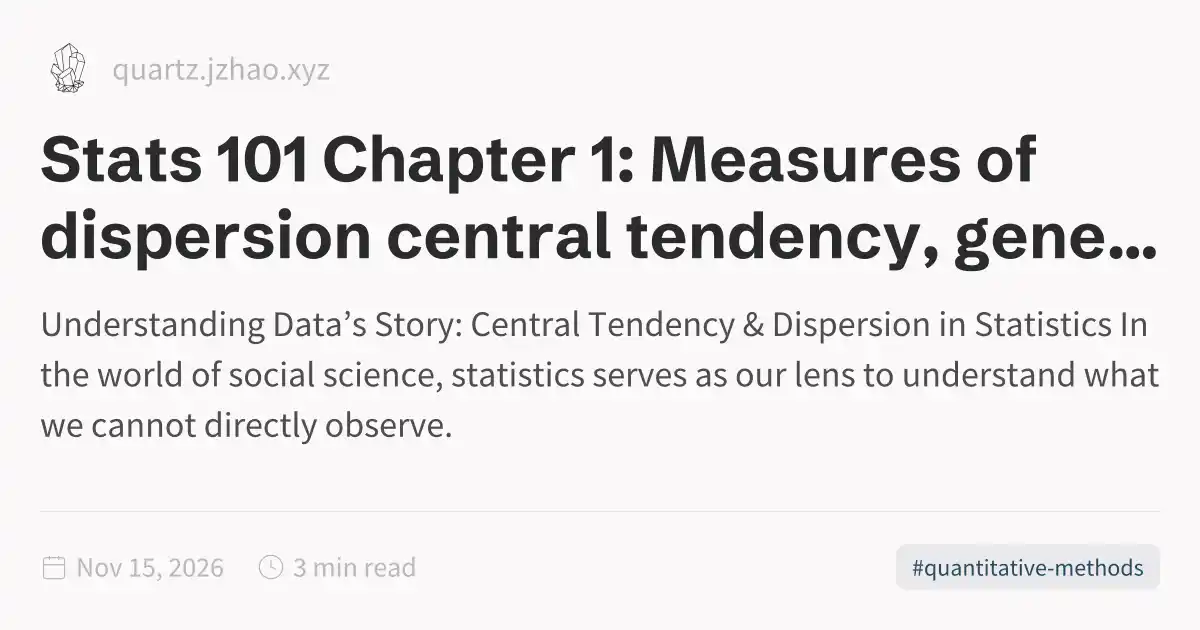 quartz.jzhao.xyz
Stats 101 Chapter 1: Measures of
dispersion central tendency, gene...
Understanding Data’s Story: Central Tendency & Dispersion in Statistics In
the world of social science, statistics serves as our lens to understand what
we cannot directly observe.
Nov 15, 2026 3 min read #quantitative-methods